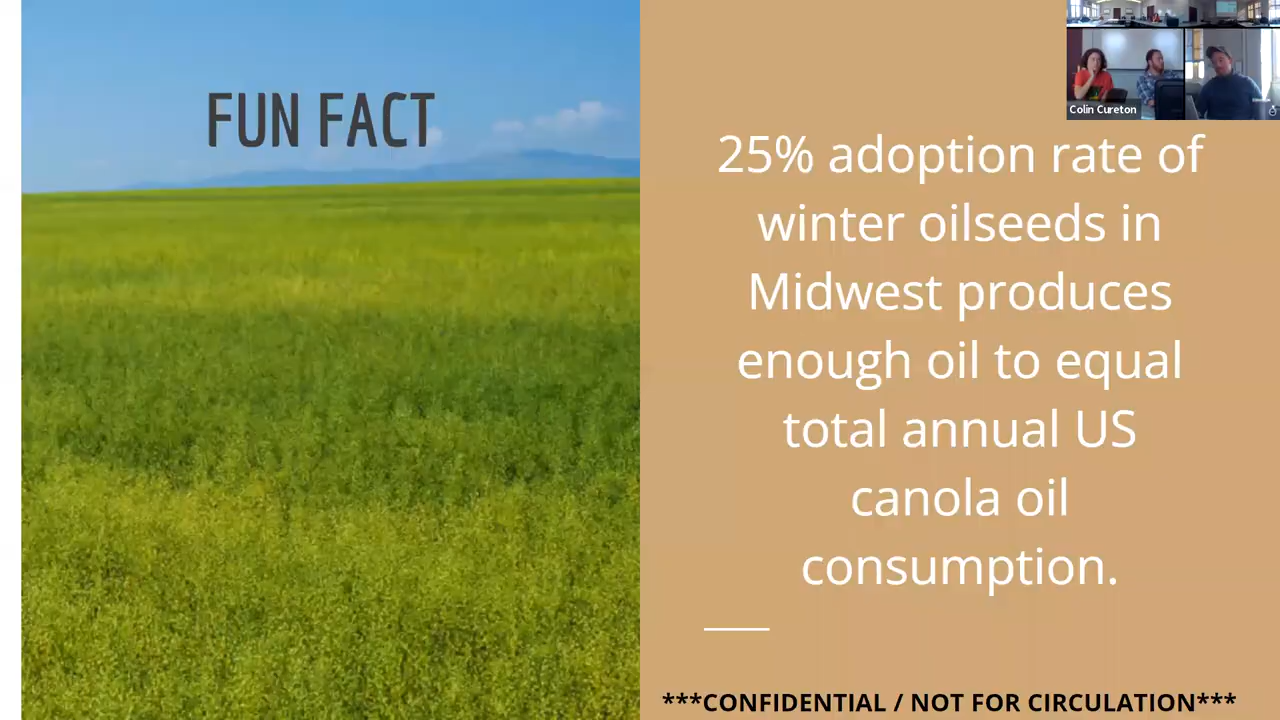 FUN FACT
25% adoption rate of
winter oilseeds in
Midwest produces
enough oil to equal
total annual US
canola oil
consumption.
***CONFIDENTIAL / NOT FOR CIRCULATION***
Colin Cureton